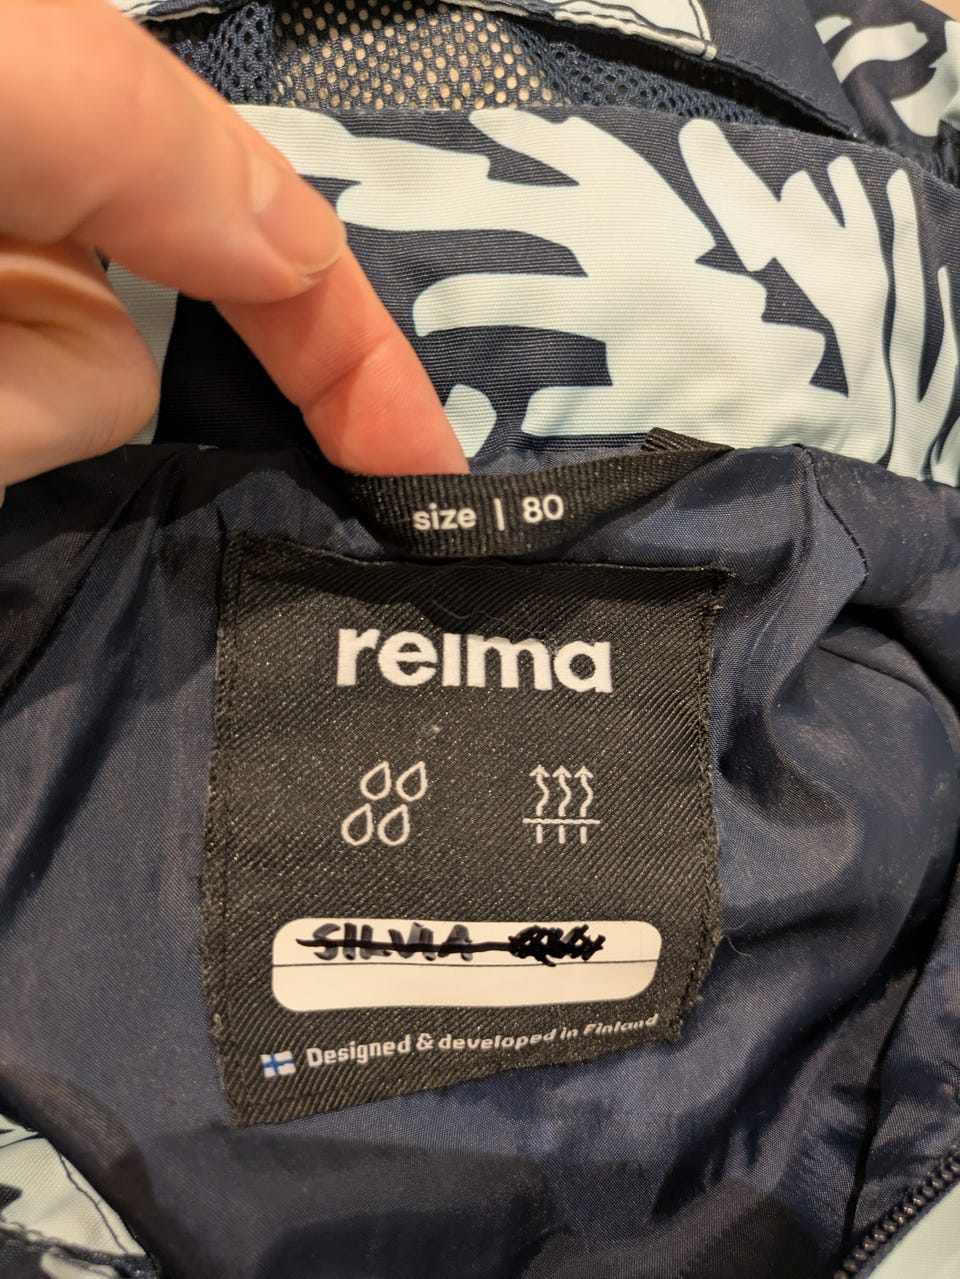 size | 80
reima
SILVIA
Designed & developed in Finland